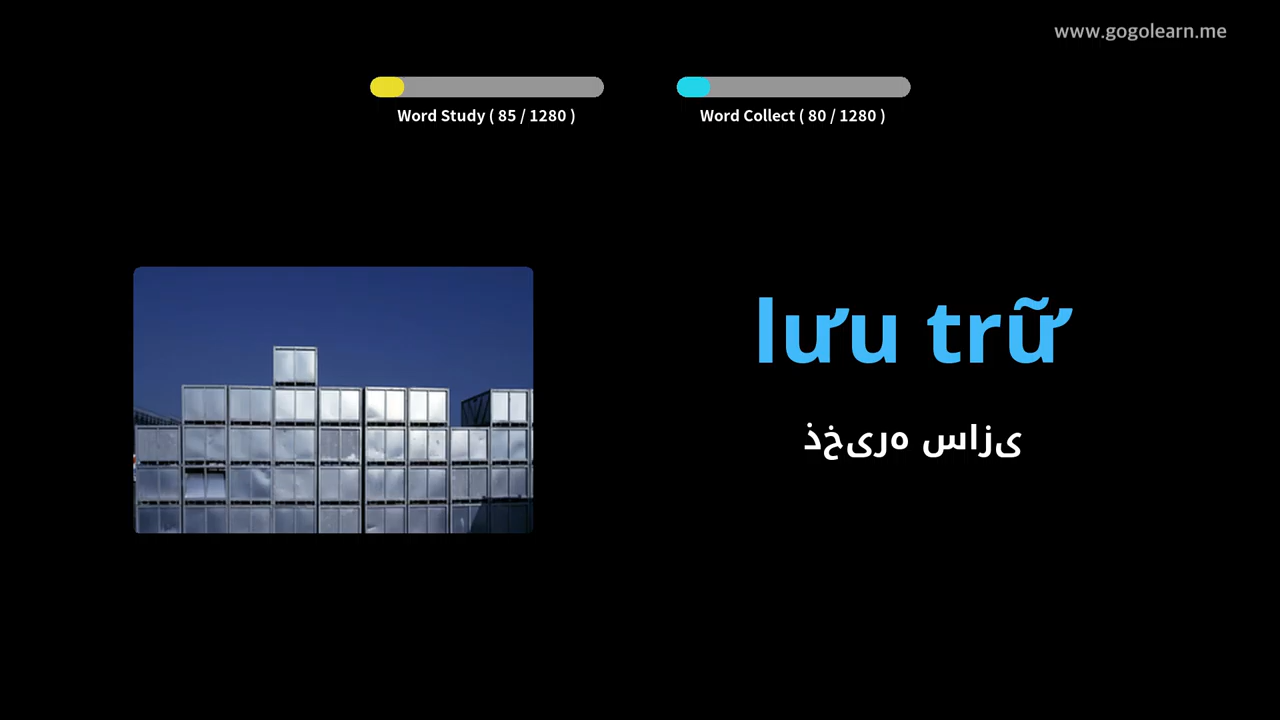 www.gogolearn.me
Word Study ( 85 / 1280 )
Word Collect ( 80 / 1280 )
lưu trữ
ذخیره سازی